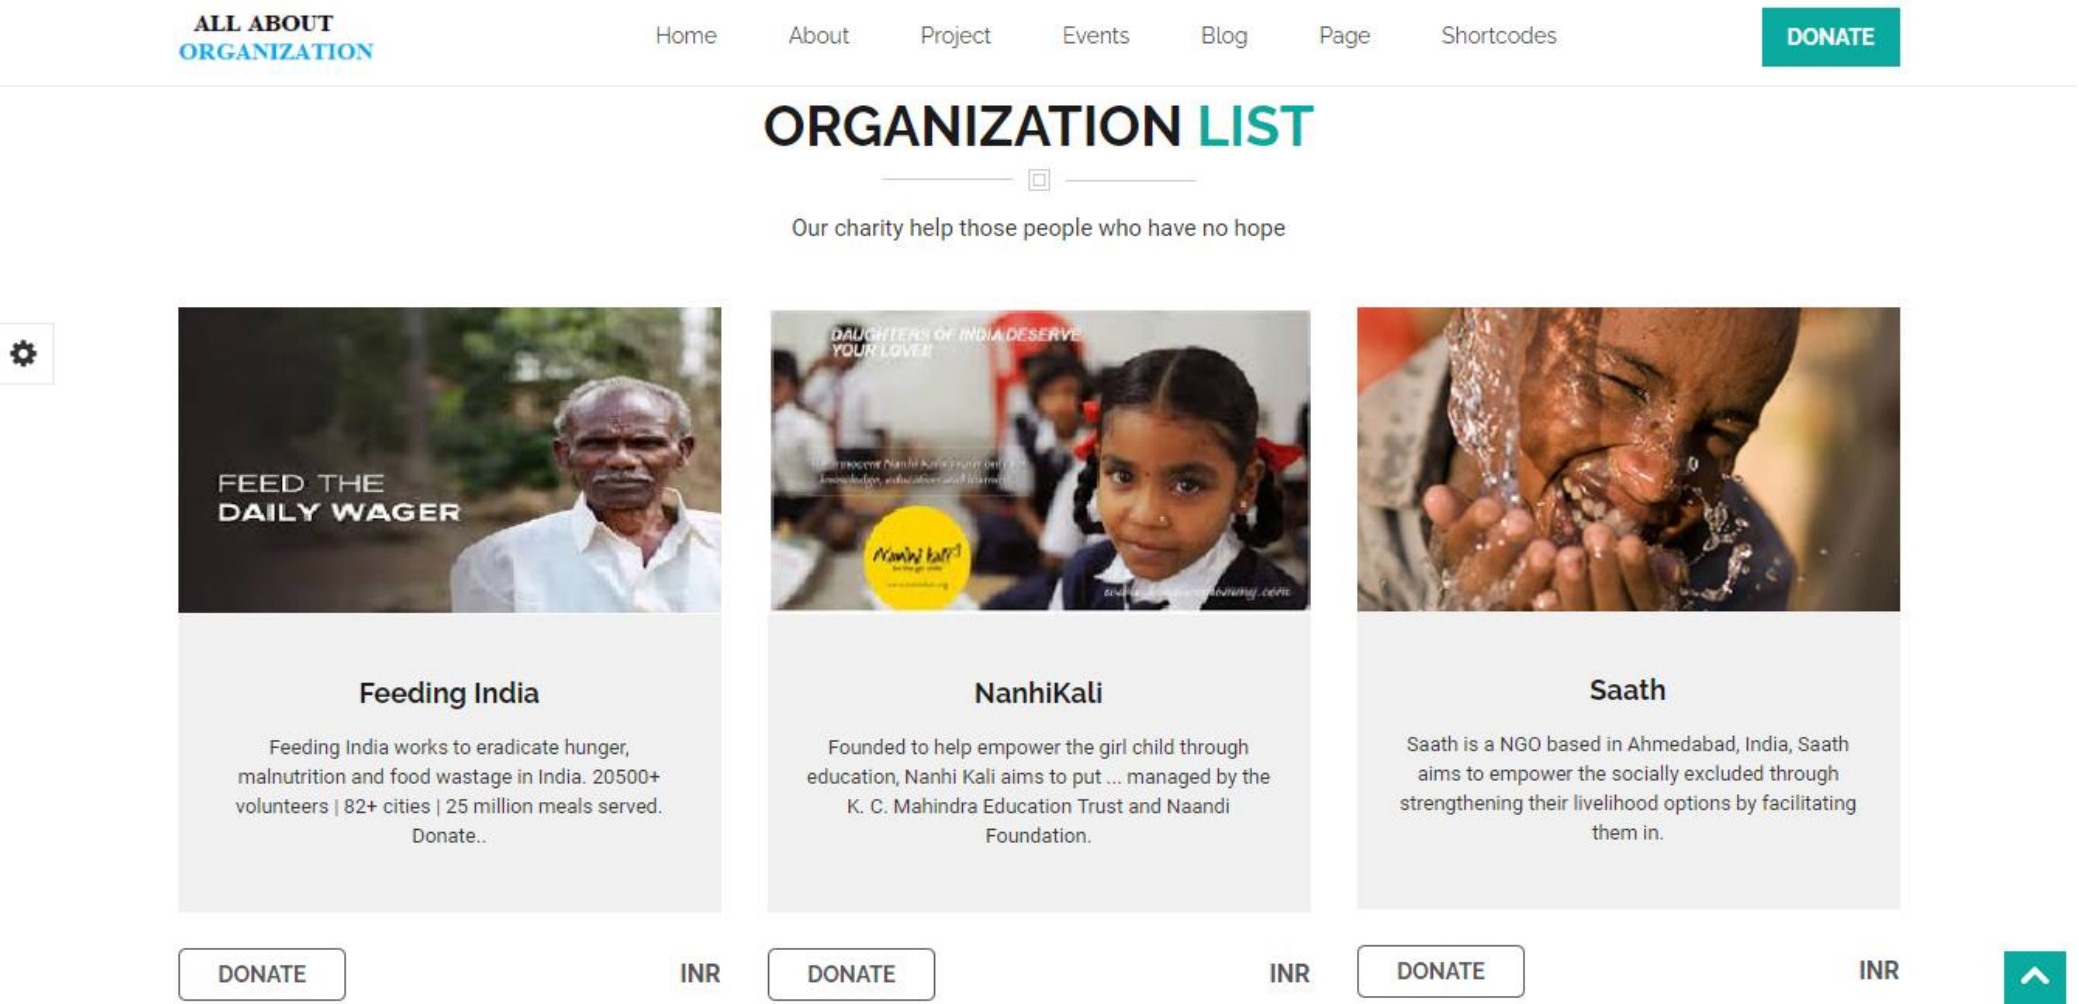 ALL ABOUT
ORGANIZATION
Home About Project Events Blog Page Shortcodes DONATE
ORGANIZATION LIST
Our charity help those people who have no hope
FEED THE
DAILY WAGER
DAUGHTERS OF INDIA DESERVE
YOUR LOVE!!
Nanhi kali
Feeding India
Feeding India works to eradicate hunger,
malnutrition and food wastage in India. 20500+
volunteers | 82+ cities | 25 million meals served.
Donate..
DONATE INR
NanhiKali
Founded to help empower the girl child through
education, Nanhi Kali aims to put ... managed by the
K. C. Mahindra Education Trust and Naandi
Foundation.
DONATE INR
Saath
Saath is a NGO based in Ahmedabad, India, Saath
aims to empower the socially excluded through
strengthening their livelihood options by facilitating
them in.
DONATE INR